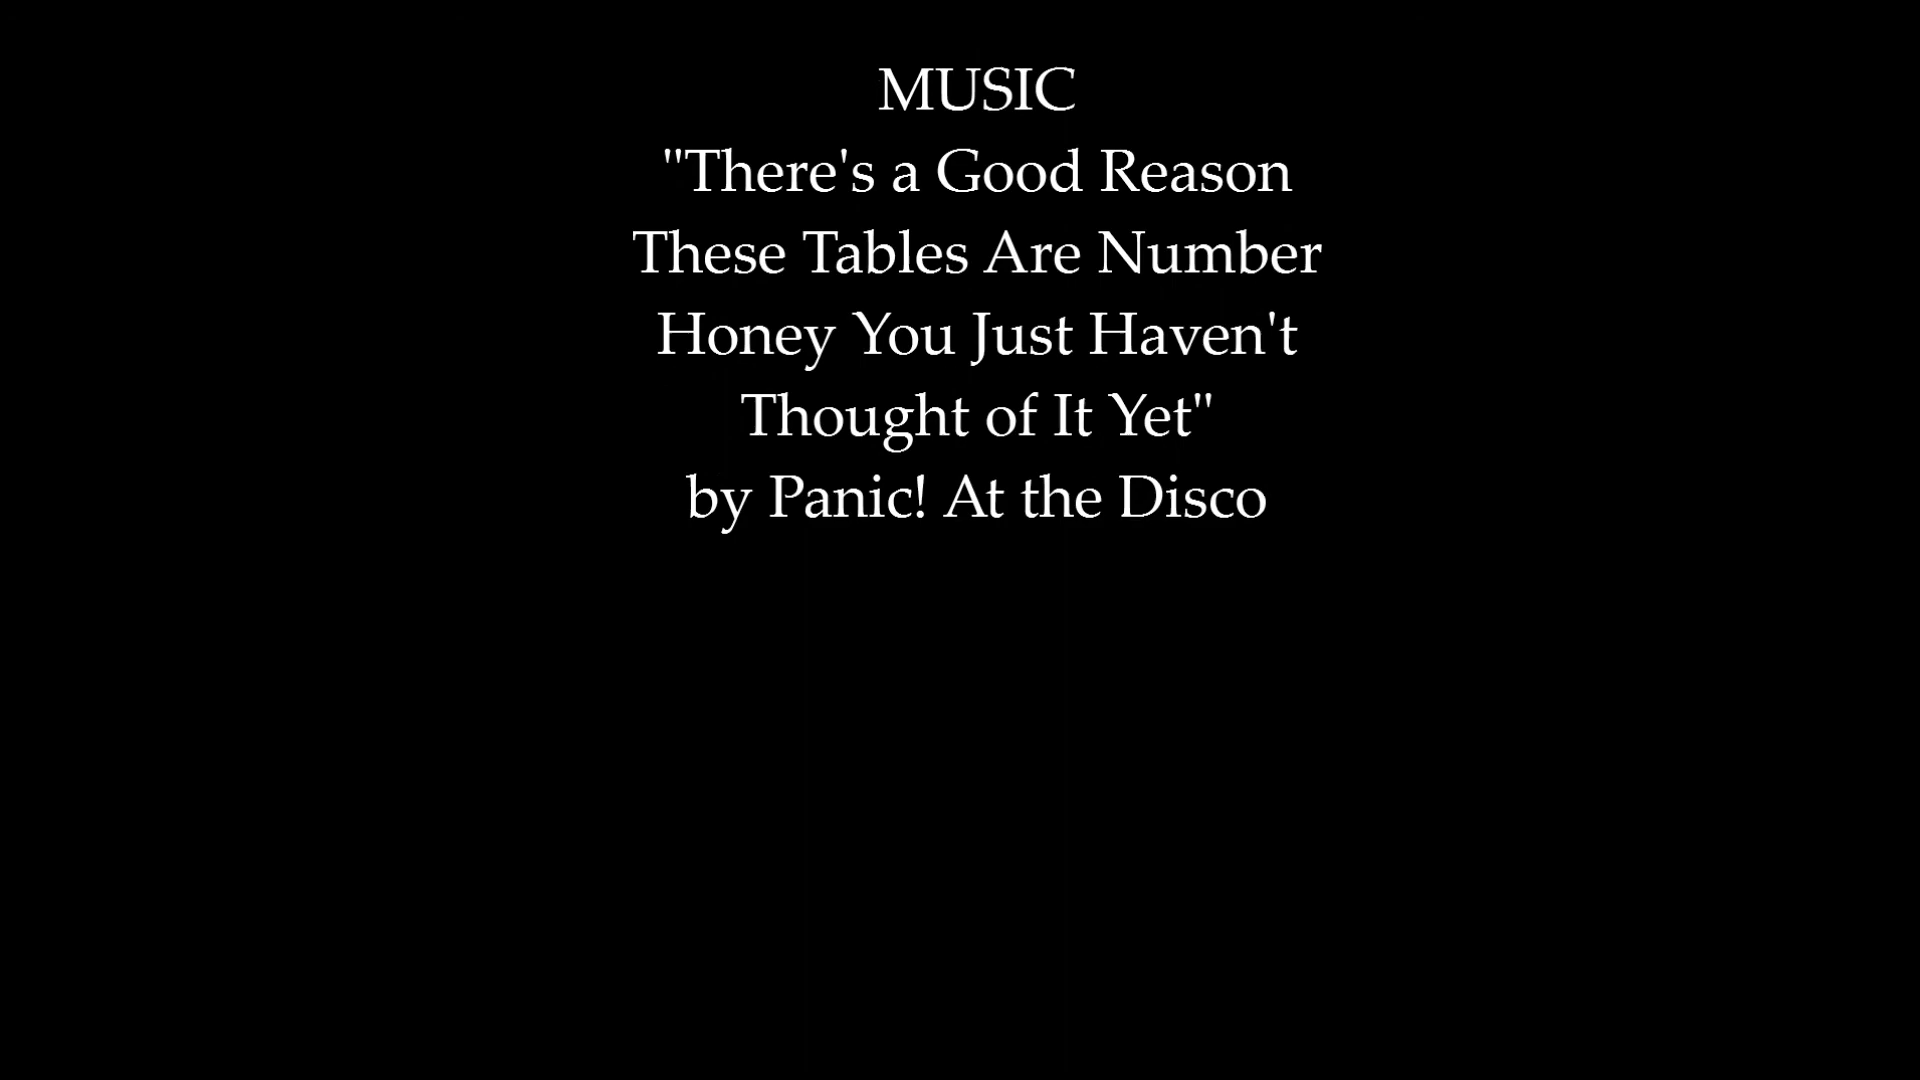 MUSIC
"There's a Good Reason
These Tables Are Number
Honey You Just Haven't
Thought of It Yet"
by Panic! At the Disco